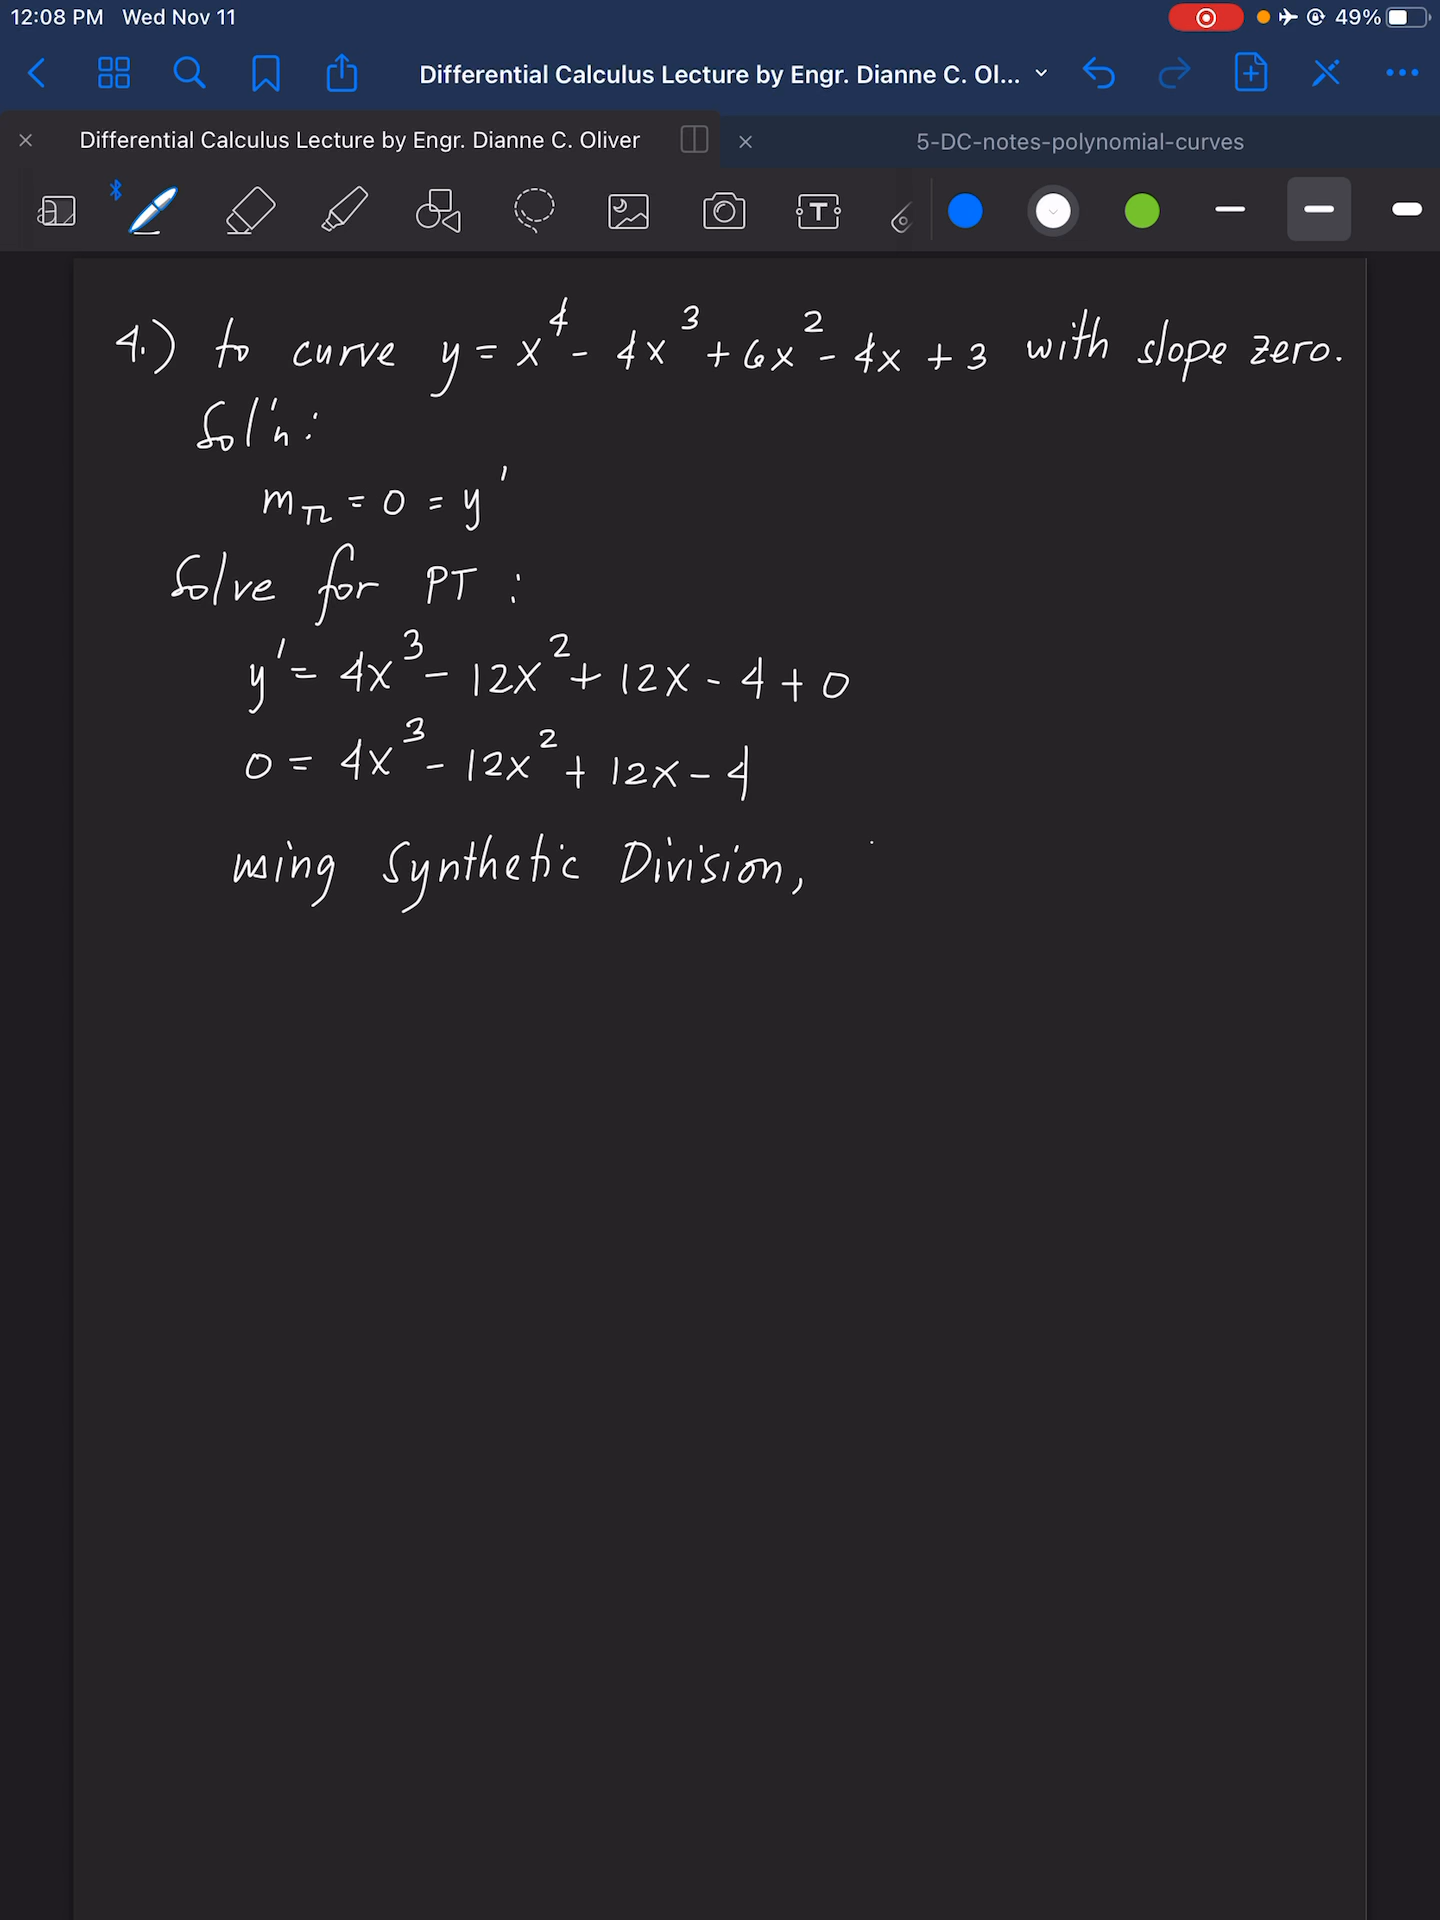 12:08 PM Wed Nov 11 49%
Differential Calculus Lecture by Engr. Dianne C. Ol...
Differential Calculus Lecture by Engr. Dianne C. Oliver
5-DC-notes-polynomial-curves
T
4.) to curve y = x⁴ - 4x³ + 6x² - 4x + 3 with slope zero.
Sol'n:
m_TL = 0 = y'
Solve for PT :
y' = 4x³ - 12x² + 12x - 4 + 0
0 = 4x³ - 12x² + 12x - 4
using Synthetic Division,